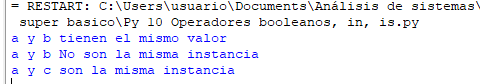 = RESTART: C:\Users\usuario\Documents\Análisis de sistemas\
super basico\Py 10 Operadores booleanos, in, is.py
a y b tienen el mismo valor
a y b No son la misma instancia
a y c son la misma instancia